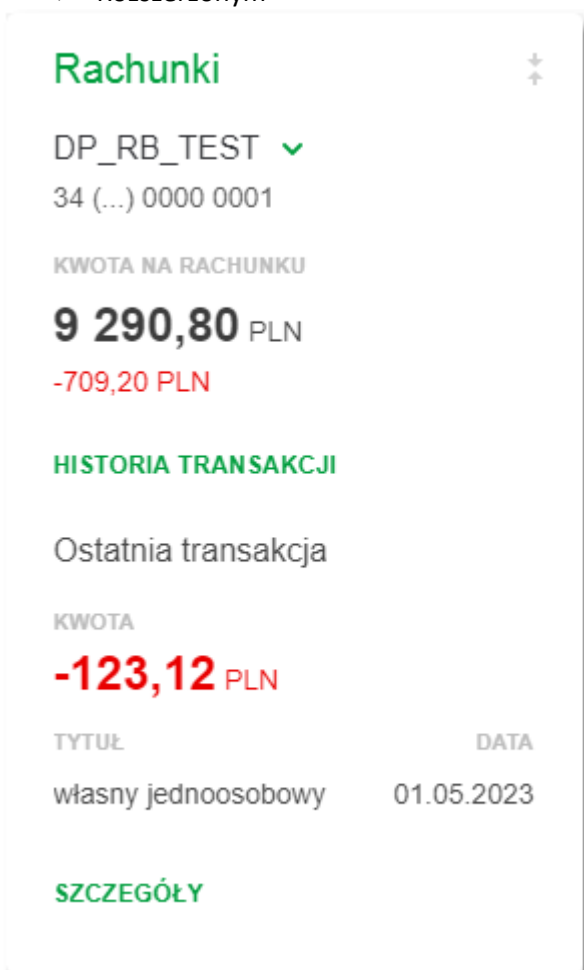 Rachunki
DP_RB_TEST
34 (...) 0000 0001
KWOTA NA RACHUNKU
9 290,80 PLN
-709,20 PLN
HISTORIA TRANSAKCJI
Ostatnia transakcja
KWOTA
-123,12 PLN
TYTUŁ DATA
własny jednoosobowy 01.05.2023
SZCZEGÓŁY